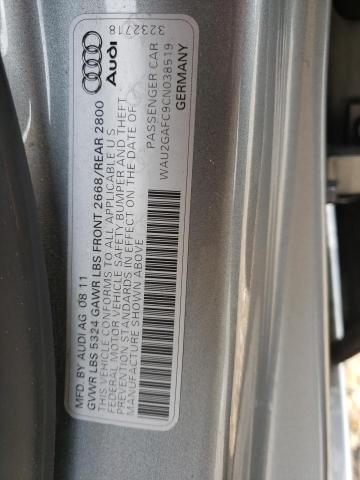 MFD BY AUDI AG 08 11
GVWR LBS 5324 GAWR LBS FRONT 2668/REAR 2800
THIS VEHICLE CONFORMS TO ALL APPLICABLE U S
FEDERAL MOTOR VEHICLE SAFETY,BUMPER AND THEFT
PREVENTION STANDARDS IN EFFECT ON THE DATE OF
MANUFACTURE SHOWN ABOVE
PASSENGER CAR
WAU2GAFC9CN038519
GERMANY
3232718
Audi